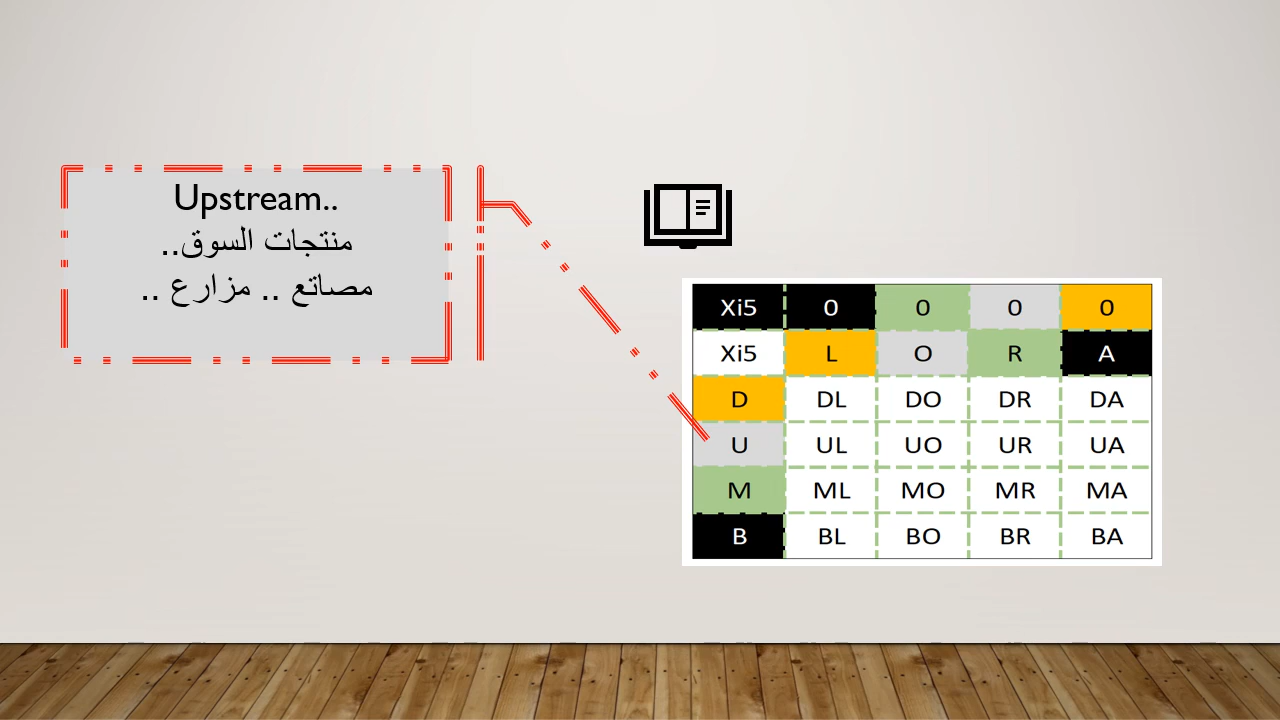 Upstream..
منتجات السوق..
مصاتع .. مزارع ..
Xi5 0 0 0 0
Xi5 L O R A
D DL DO DR DA
U UL UO UR UA
M ML MO MR MA
B BL BO BR BA